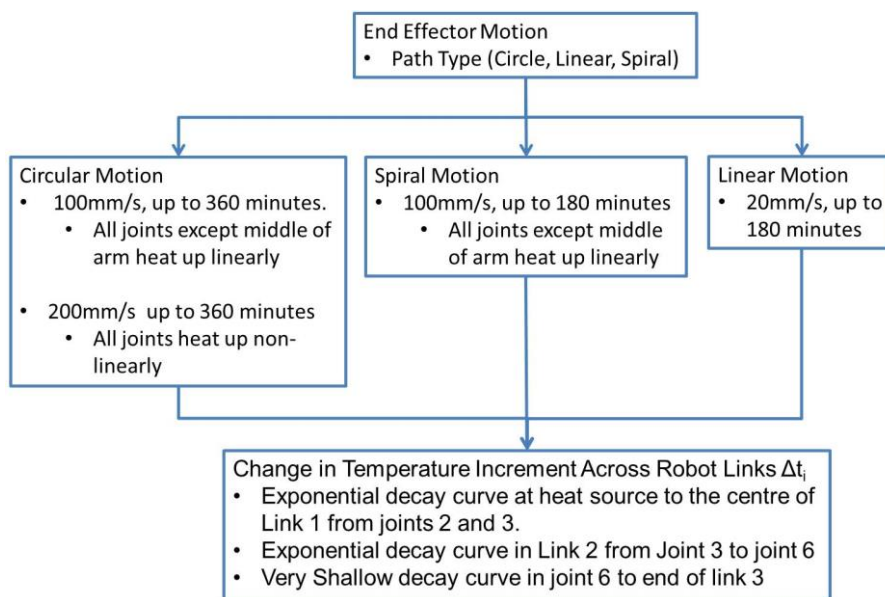 End Effector Motion
• Path Type (Circle, Linear, Spiral)
Circular Motion
• 100mm/s, up to 360 minutes.
• All joints except middle of
arm heat up linearly
• 200mm/s up to 360 minutes
• All joints heat up non-
linearly
Spiral Motion
• 100mm/s, up to 180 minutes
• All joints except middle
of arm heat up linearly
Linear Motion
• 20mm/s, up to
180 minutes
Change in Temperature Increment Across Robot Links Δtᵢ
• Exponential decay curve at heat source to the centre of
Link 1 from joints 2 and 3.
• Exponential decay curve in Link 2 from Joint 3 to joint 6
• Very Shallow decay curve in joint 6 to end of link 3